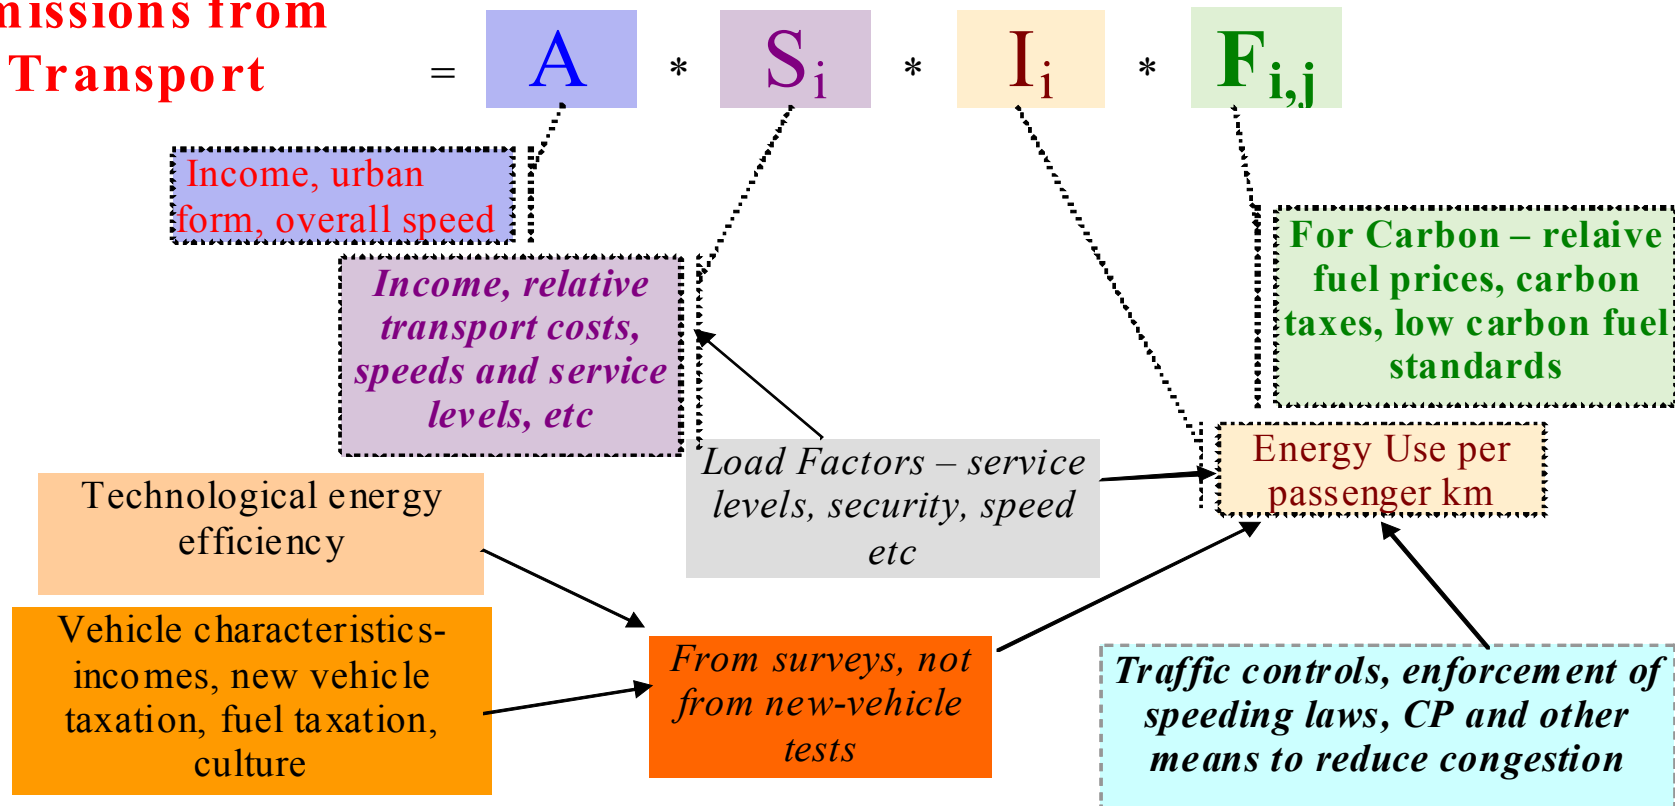 missions from
Transport
= A * Si * Ii * Fi,j
Income, urban
form, overall speed
For Carbon – relaive
fuel prices, carbon
taxes, low carbon fuel
standards
Income, relative
transport costs,
speeds and service
levels, etc
Load Factors – service
levels, security, speed
etc
Energy Use per
passenger km
Technological energy
efficiency
Vehicle characteristics-
incomes, new vehicle
taxation, fuel taxation,
culture
From surveys, not
from new-vehicle
tests
Traffic controls, enforcement of
speeding laws, CP and other
means to reduce congestion